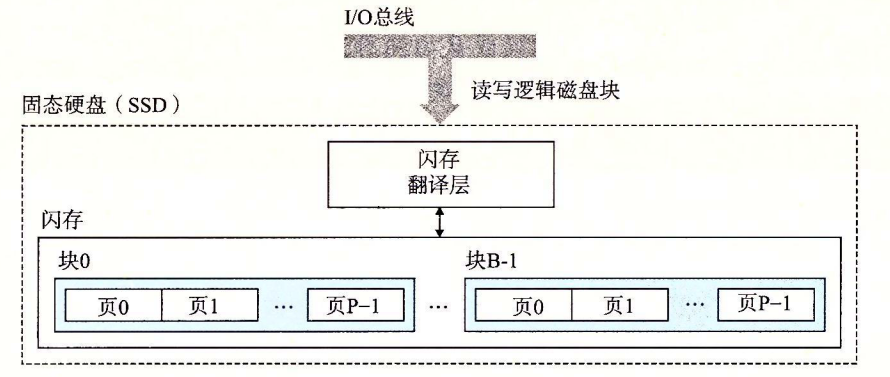 I/O总线
读写逻辑磁盘块
固态硬盘（SSD）
闪存
翻译层
闪存
块0
块B-1
页0 页1 … 页P−1 … 页0 页1 … 页P−1